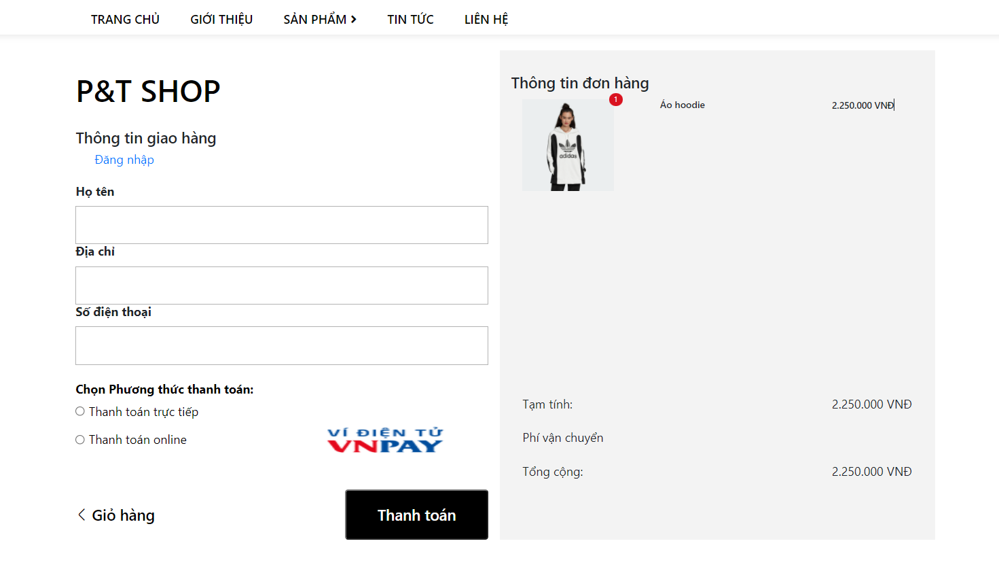 TRANG CHỦ GIỚI THIỆU SẢN PHẨM TIN TỨC LIÊN HỆ
P&T SHOP
Thông tin giao hàng
Đăng nhập
Họ tên
Địa chỉ
Số điện thoại
Chọn Phương thức thanh toán:
Thanh toán trực tiếp
Thanh toán online
VÍ ĐIỆN TỬ
VNPAY
Giỏ hàng
Thanh toán
Thông tin đơn hàng
1
adidas
Áo hoodie 2.250.000 VNĐ
Tạm tính: 2.250.000 VNĐ
Phí vận chuyển
Tổng cộng: 2.250.000 VNĐ